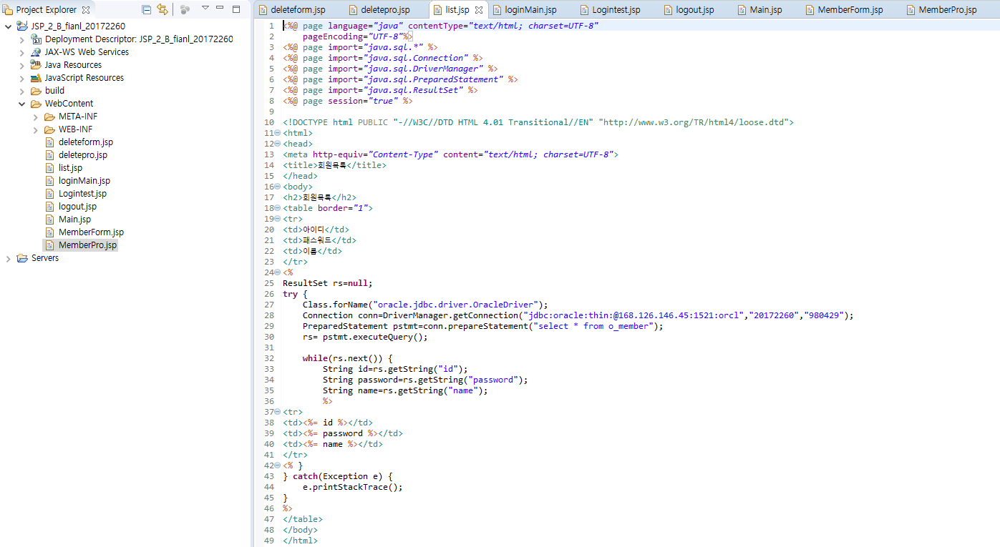 Project Explorer
JSP_2_B_fianl_20172260
Deployment Descriptor: JSP_2_B_fianl_20172260
JAX-WS Web Services
Java Resources
JavaScript Resources
build
WebContent
META-INF
WEB-INF
deleteform.jsp
deletepro.jsp
list.jsp
loginMain.jsp
Logintest.jsp
logout.jsp
Main.jsp
MemberForm.jsp
MemberPro.jsp
Servers
deleteform.jsp deletepro.jsp list.jsp loginMain.jsp Logintest.jsp logout.jsp Main.jsp MemberForm.jsp MemberPro.jsp
1 <%@ page language="java" contentType="text/html; charset=UTF-8"
2     pageEncoding="UTF-8"%>
3 <%@ page import="java.sql.*" %>
4 <%@ page import="java.sql.Connection" %>
5 <%@ page import="java.sql.DriverManager" %>
6 <%@ page import="java.sql.PreparedStatement" %>
7 <%@ page import="java.sql.ResultSet" %>
8 <%@ page session="true" %>
9
10 <!DOCTYPE html PUBLIC "-//W3C//DTD HTML 4.01 Transitional//EN" "http://www.w3.org/TR/html4/loose.dtd">
11 <html>
12 <head>
13 <meta http-equiv="Content-Type" content="text/html; charset=UTF-8">
14 <title>회원목록</title>
15 </head>
16 <body>
17 <h2>회원목록</h2>
18 <table border="1">
19 <tr>
20 <td>아이디</td>
21 <td>패스워드</td>
22 <td>이름</td>
23 </tr>
24 <%
25 ResultSet rs=null;
26 try {
27     Class.forName("oracle.jdbc.driver.OracleDriver");
28     Connection conn=DriverManager.getConnection("jdbc:oracle:thin:@168.126.146.45:1521:orcl","20172260","980429");
29     PreparedStatement pstmt=conn.prepareStatement("select * from o_member");
30     rs= pstmt.executeQuery();
31
32     while(rs.next()) {
33         String id=rs.getString("id");
34         String password=rs.getString("password");
35         String name=rs.getString("name");
36         %>
37 <tr>
38 <td><%= id %></td>
39 <td><%= password %></td>
40 <td><%= name %></td>
41 </tr>
42 <% }
43 } catch(Exception e) {
44     e.printStackTrace();
45 }
46 %>
47 </table>
48 </body>
49 </html>